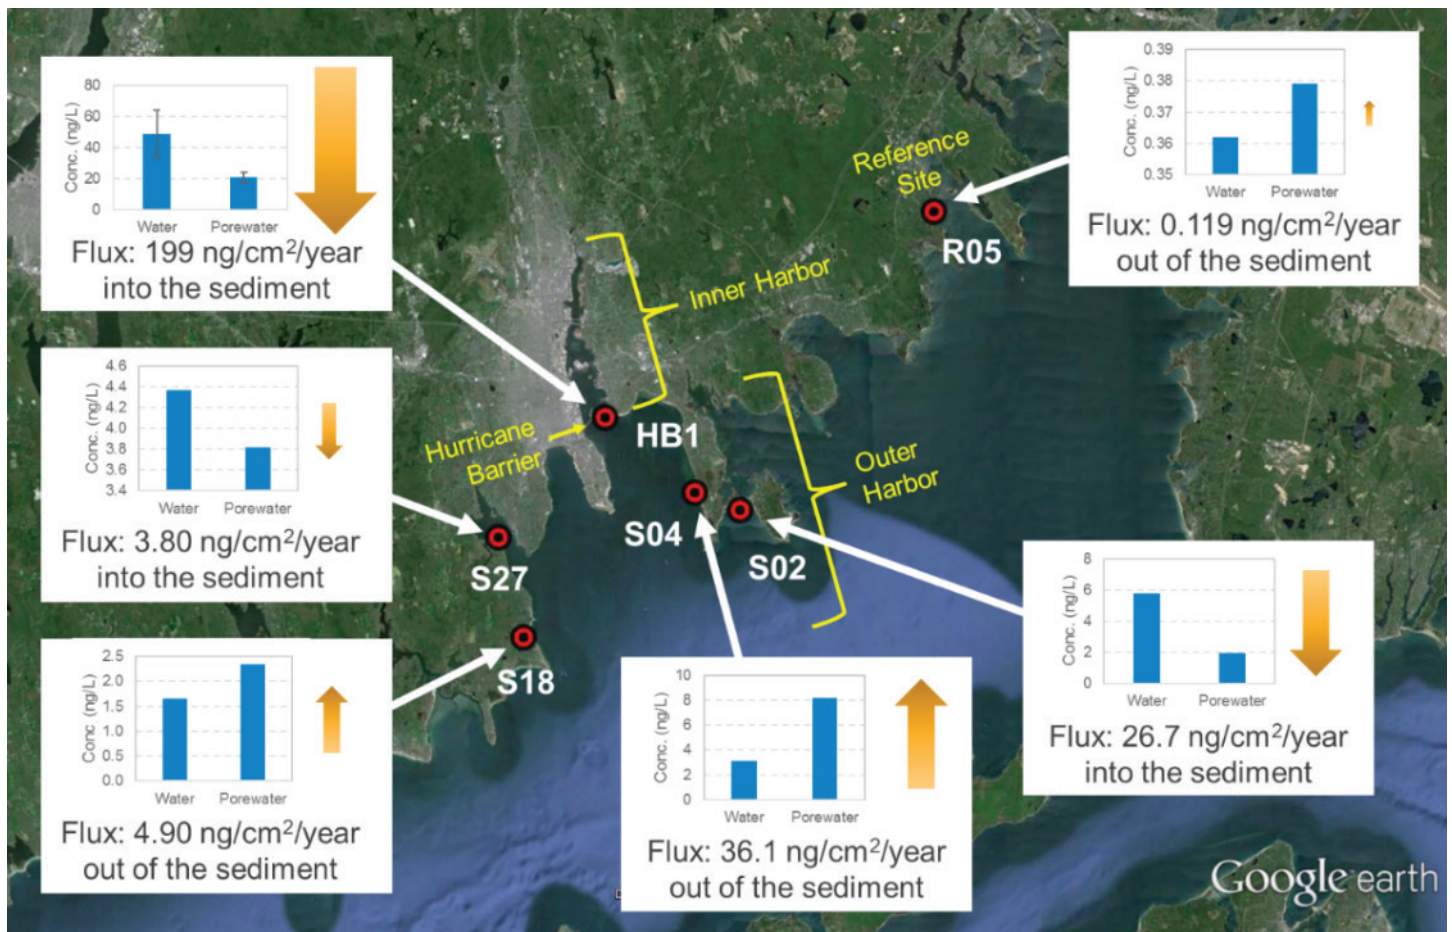 80
60
40
20
0
Conc. (ng/L)
Water
Porewater
Flux: 199 ng/cm²/year
into the sediment
4.6
4.4
4.2
4.0
3.8
3.6
3.4
Conc. (ng/L)
Water
Porewater
Flux: 3.80 ng/cm²/year
into the sediment
2.5
2.0
1.5
1.0
0.5
0.0
Conc (ng/L)
Water
Porewater
Flux: 4.90 ng/cm²/year
out of the sediment
Inner Harbor
Hurricane
Barrier
HB1
S27
S18
S04
S02
Outer
Harbor
Reference
Site
R05
0.39
0.38
0.37
0.36
0.35
Conc. (ng/L)
Water
Porewater
Flux: 0.119 ng/cm²/year
out of the sediment
10
8
6
4
2
0
Conc. (ng/L)
Water
Porewater
Flux: 36.1 ng/cm²/year
out of the sediment
8
6
4
2
0
Conc. (ng/L)
Water
Porewater
Flux: 26.7 ng/cm²/year
into the sediment
Google earth